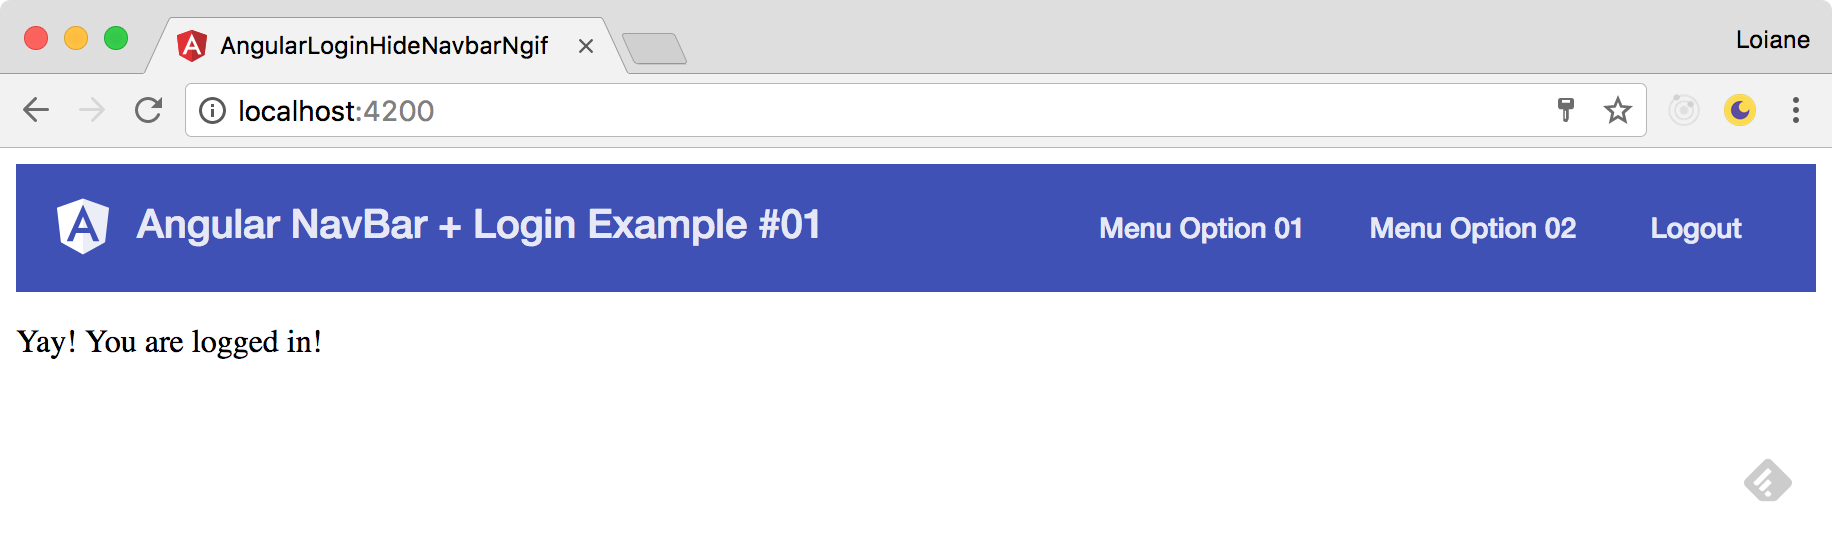 AngularLoginHideNavbarNgif
Loiane
localhost:4200
Angular NavBar + Login Example #01
Menu Option 01
Menu Option 02
Logout
Yay! You are logged in!